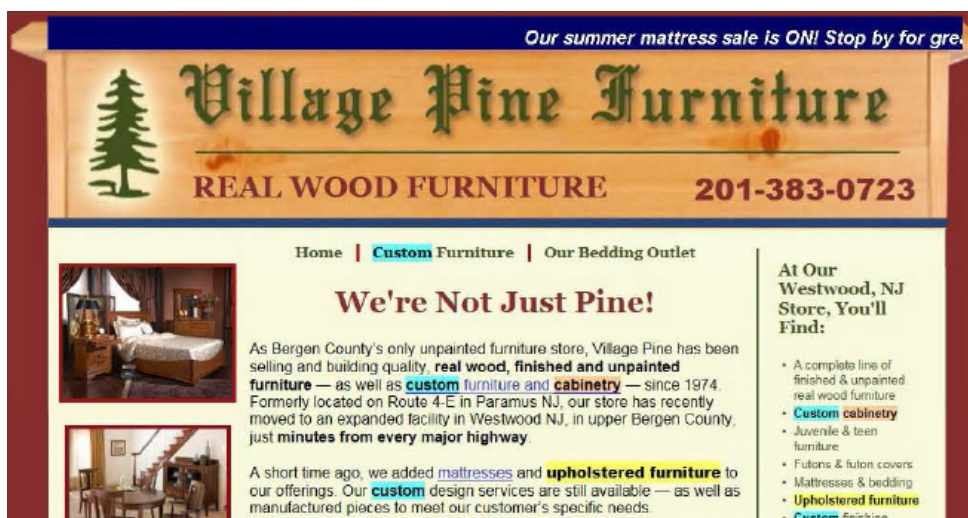 Our summer mattress sale is ON! Stop by for
Village Pine Furniture
REAL WOOD FURNITURE 201-383-0723
Home | Custom Furniture | Our Bedding Outlet
We're Not Just Pine!
As Bergen County's only unpainted furniture store, Village Pine has been
selling and building quality, real wood, finished and unpainted
furniture — as well as custom furniture and cabinetry — since 1974.
Formerly located on Route 4-E in Paramus NJ, our store has recently
moved to an expanded facility in Westwood NJ, in upper Bergen County,
just minutes from every major highway.
A short time ago, we added mattresses and upholstered furniture to
our offerings. Our custom design services are still available — as well as
manufactured pieces to meet our customer's specific needs.
At Our
Westwood, NJ
Store, You'll
Find:
• A complete line of
finished & unpainted
real wood furniture
• Custom cabinetry
• Juvenile & teen
furniture
• Futons & futon covers
• Mattresses & bedding
• Upholstered furniture
• Custom finishing